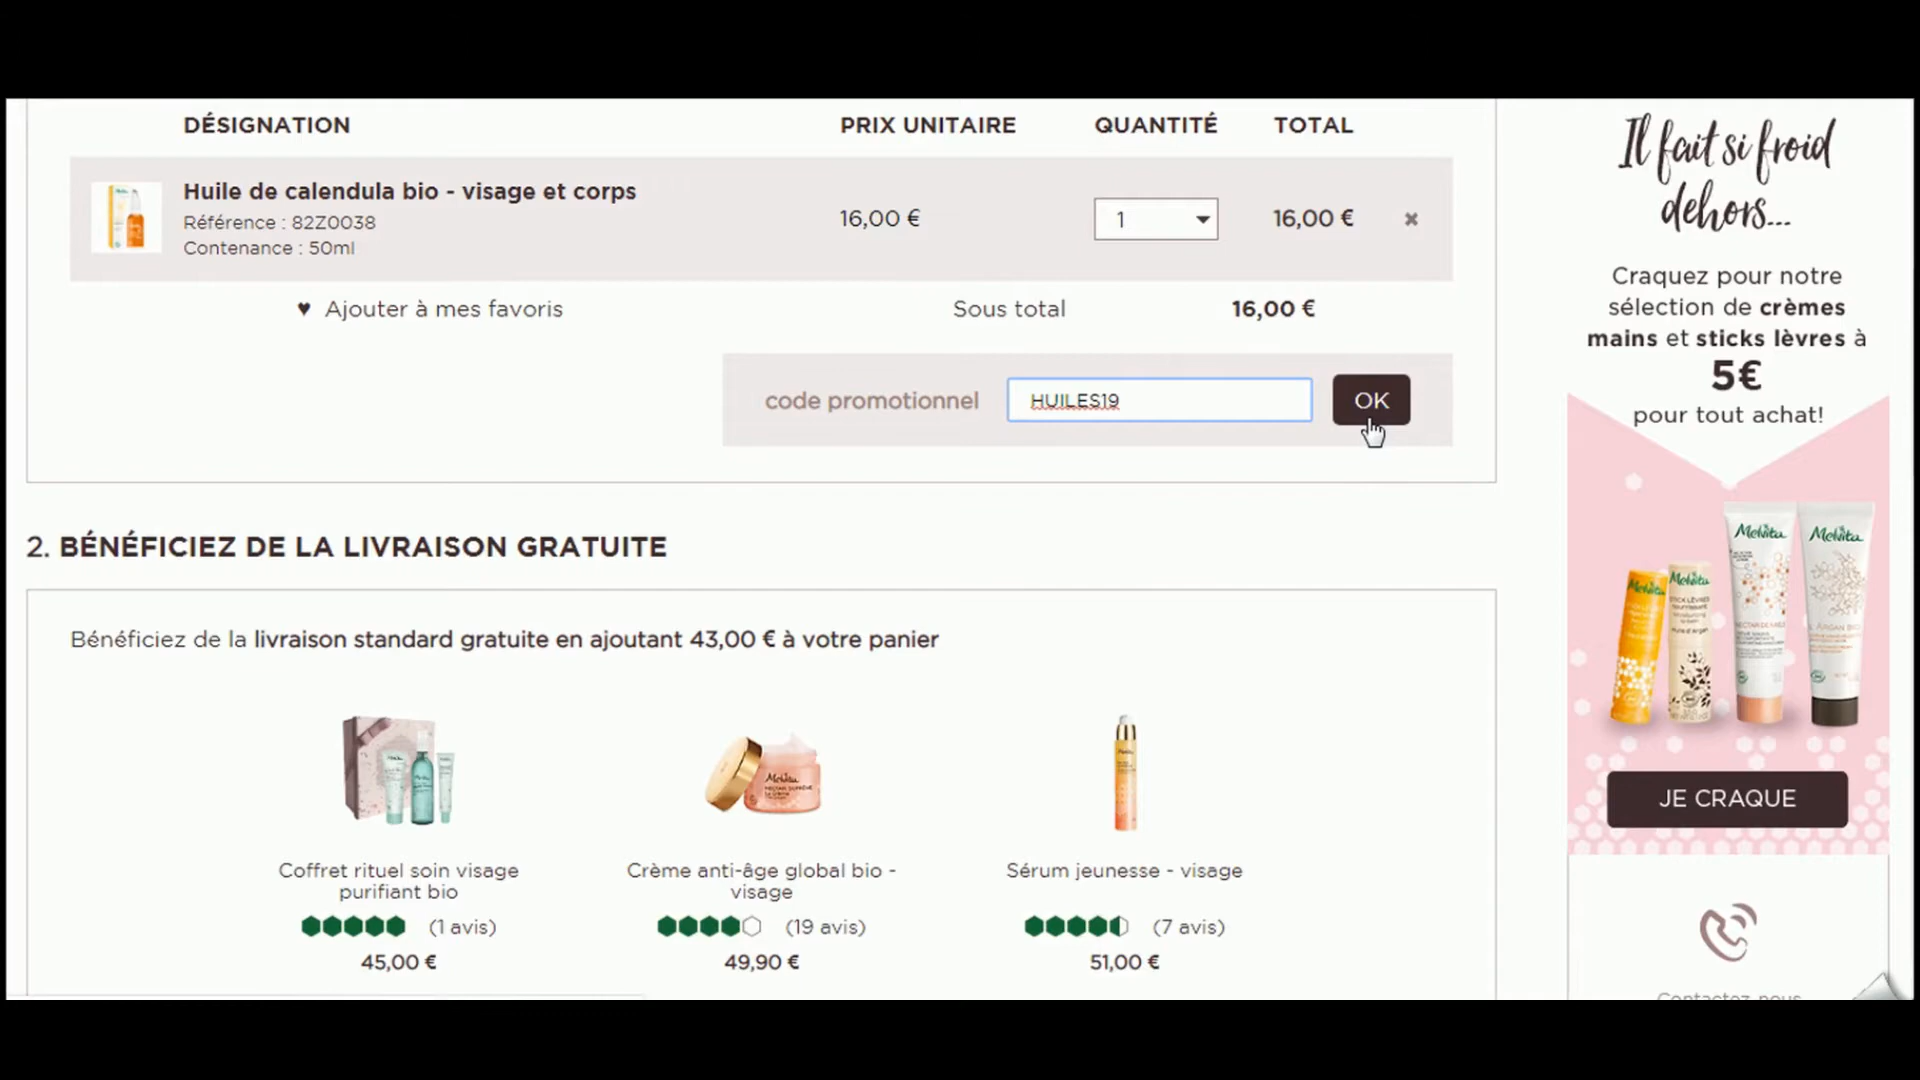 DÉSIGNATION PRIX UNITAIRE QUANTITÉ TOTAL
Huile de calendula bio - visage et corps
Référence : 82Z0038
Contenance : 50ml
16,00 € 1 16,00 €
Ajouter à mes favoris
Sous total 16,00 €
code promotionnel HUILES19 OK
2. BÉNÉFICIEZ DE LA LIVRAISON GRATUITE
Bénéficiez de la livraison standard gratuite en ajoutant 43,00 € à votre panier
Coffret rituel soin visage
purifiant bio
(1 avis)
45,00 €
Crème anti-âge global bio -
visage
(19 avis)
49,90 €
Sérum jeunesse - visage
(7 avis)
51,00 €
Il fait si froid
dehors...
Craquez pour notre
sélection de crèmes
mains et sticks lèvres à
5€
pour tout achat!
Melvita
Melvita
Melvita
Melvita
Melvita
JE CRAQUE
Contactez-nous